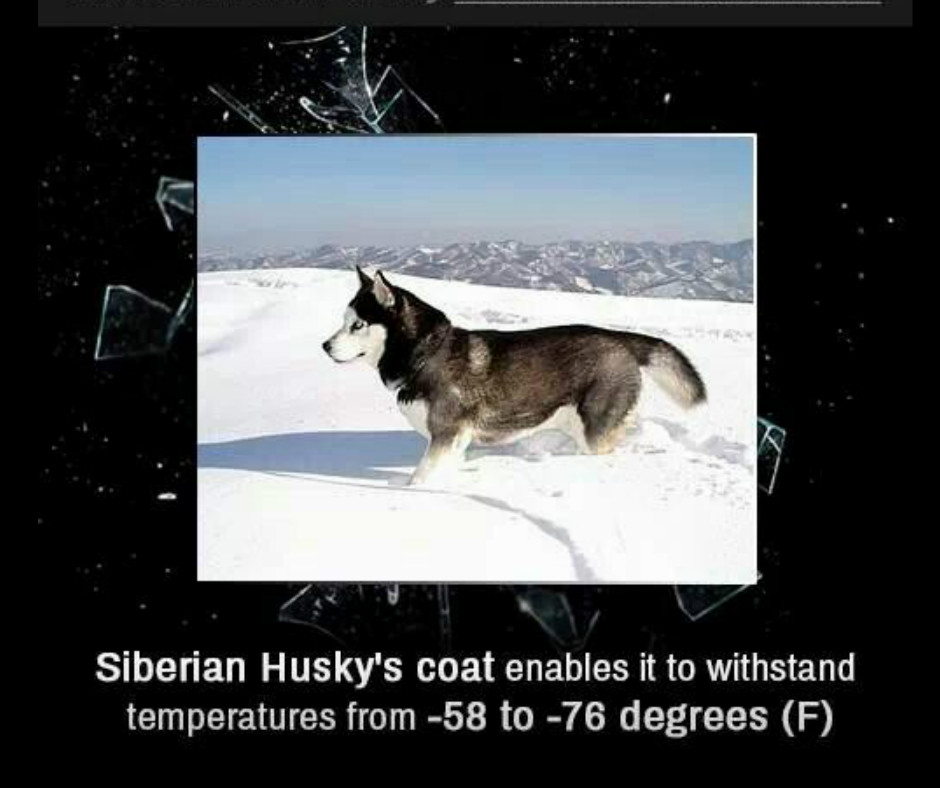 Siberian Husky's coat enables it to withstand
temperatures from -58 to -76 degrees (F)